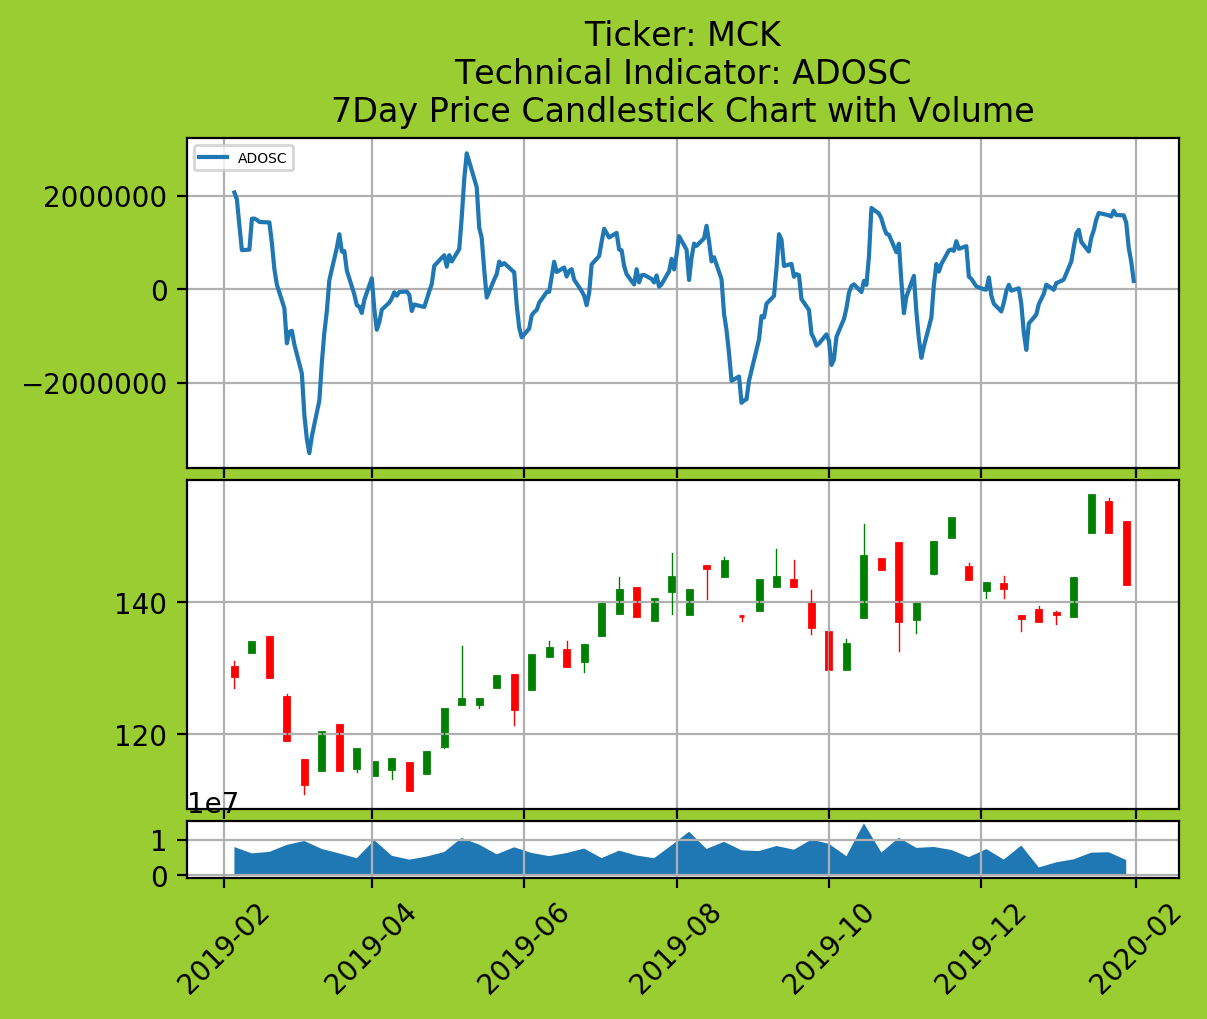 Ticker: MCK
Technical Indicator: ADOSC
7Day Price Candlestick Chart with Volume
ADOSC
2000000
0
−2000000
140
120
1e7
1
0
2019-02
2019-04
2019-06
2019-08
2019-10
2019-12
2020-02